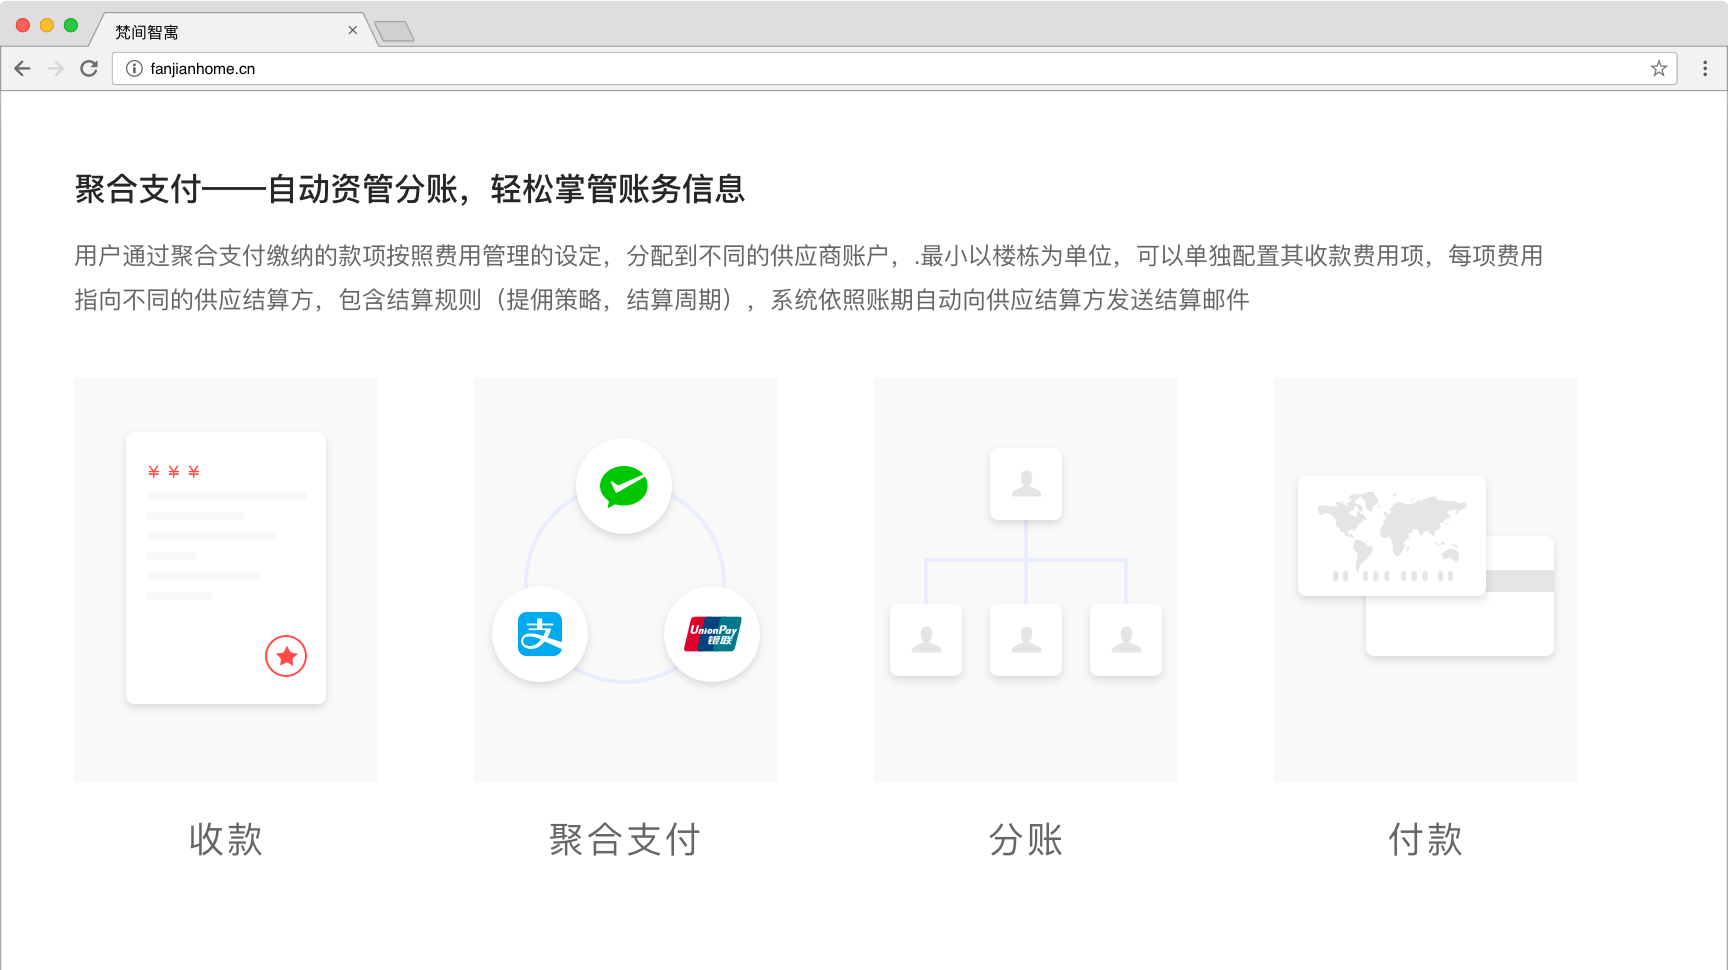 梵间智寓
fanjianhome.cn
聚合支付——自动资管分账，轻松掌管账务信息
用户通过聚合支付缴纳的款项按照费用管理的设定，分配到不同的供应商账户，.最小以楼栋为单位，可以单独配置其收款费用项，每项费用
指向不同的供应结算方，包含结算规则（提佣策略，结算周期），系统依照账期自动向供应结算方发送结算邮件
¥ ¥ ¥
支
UnionPay
银联
收款
聚合支付
分账
付款